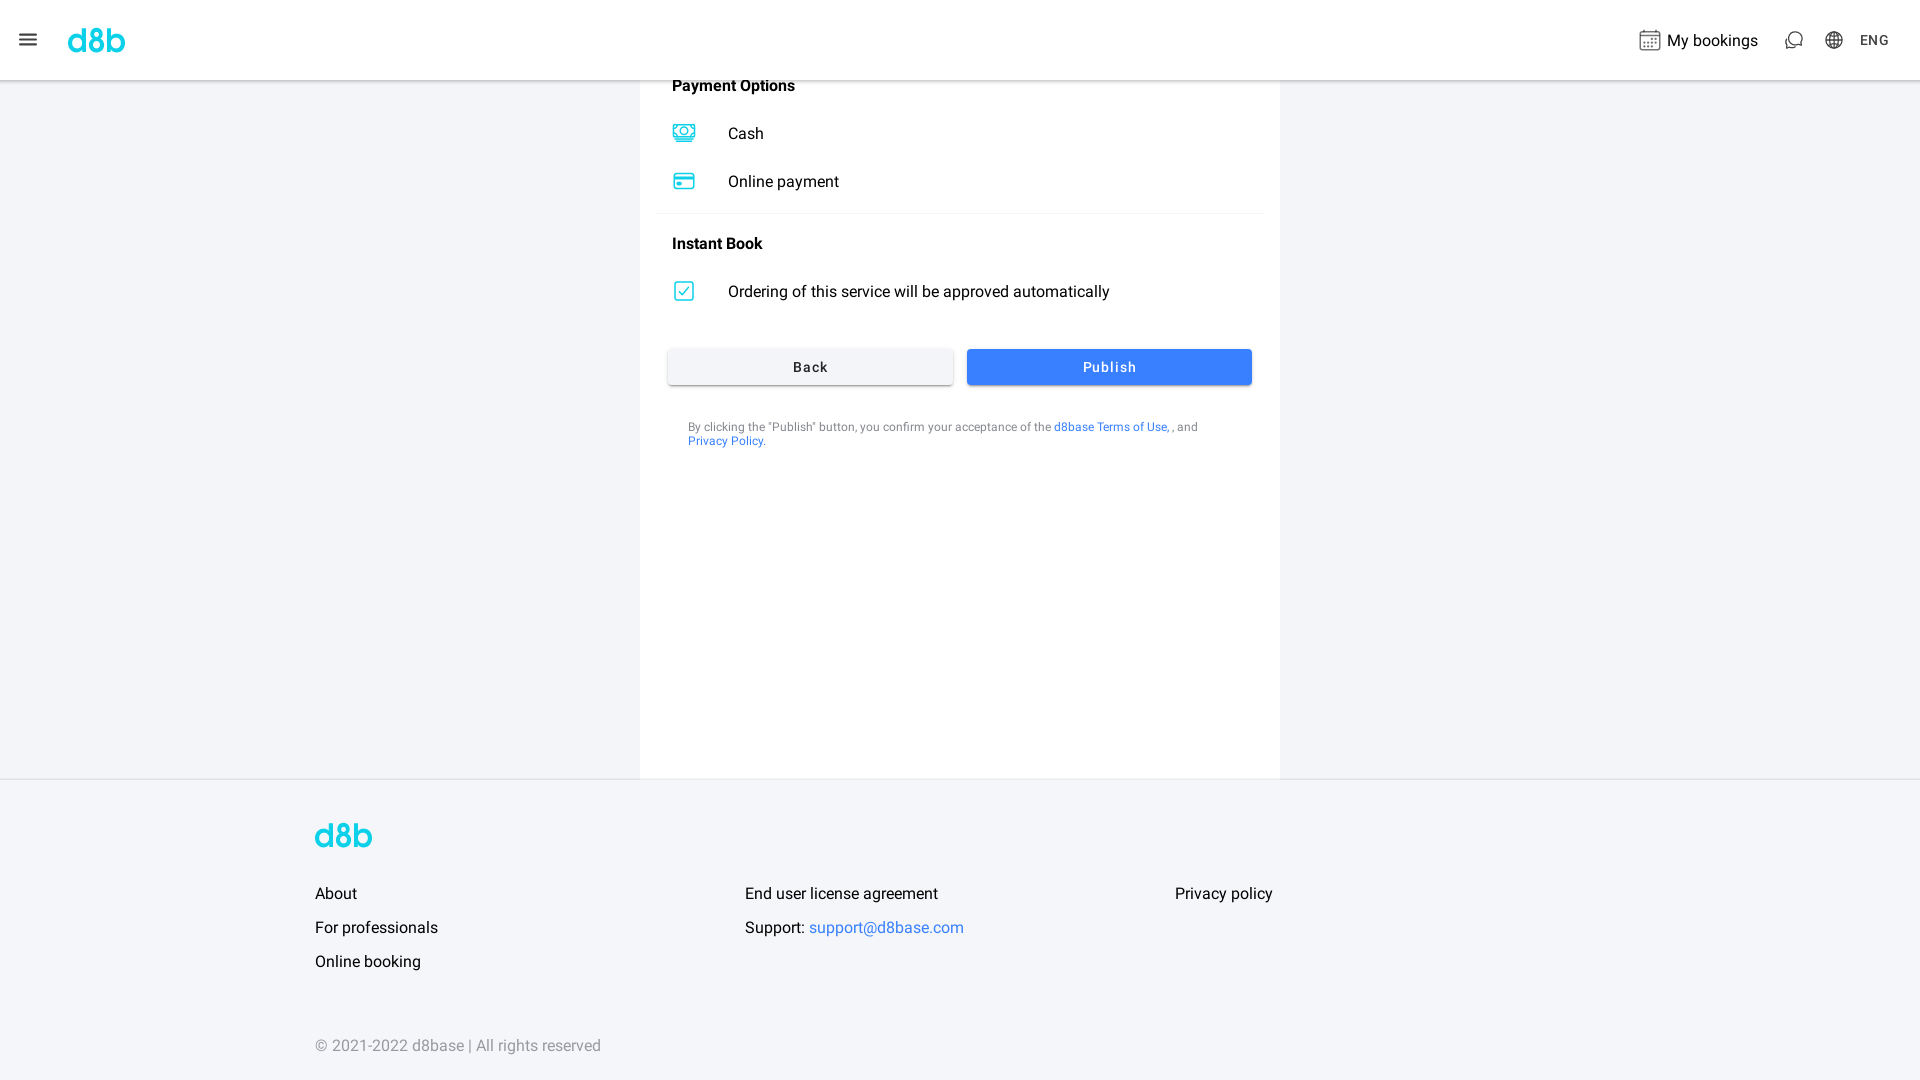 d8b
My bookings
ENG
Payment Options
Cash
Online payment
Instant Book
Ordering of this service will be approved automatically
Back
Publish
By clicking the "Publish" button, you confirm your acceptance of the d8base Terms of Use, , and
Privacy Policy.
d8b
About
End user license agreement
Privacy policy
For professionals
Support: support@d8base.com
Online booking
© 2021-2022 d8base | All rights reserved